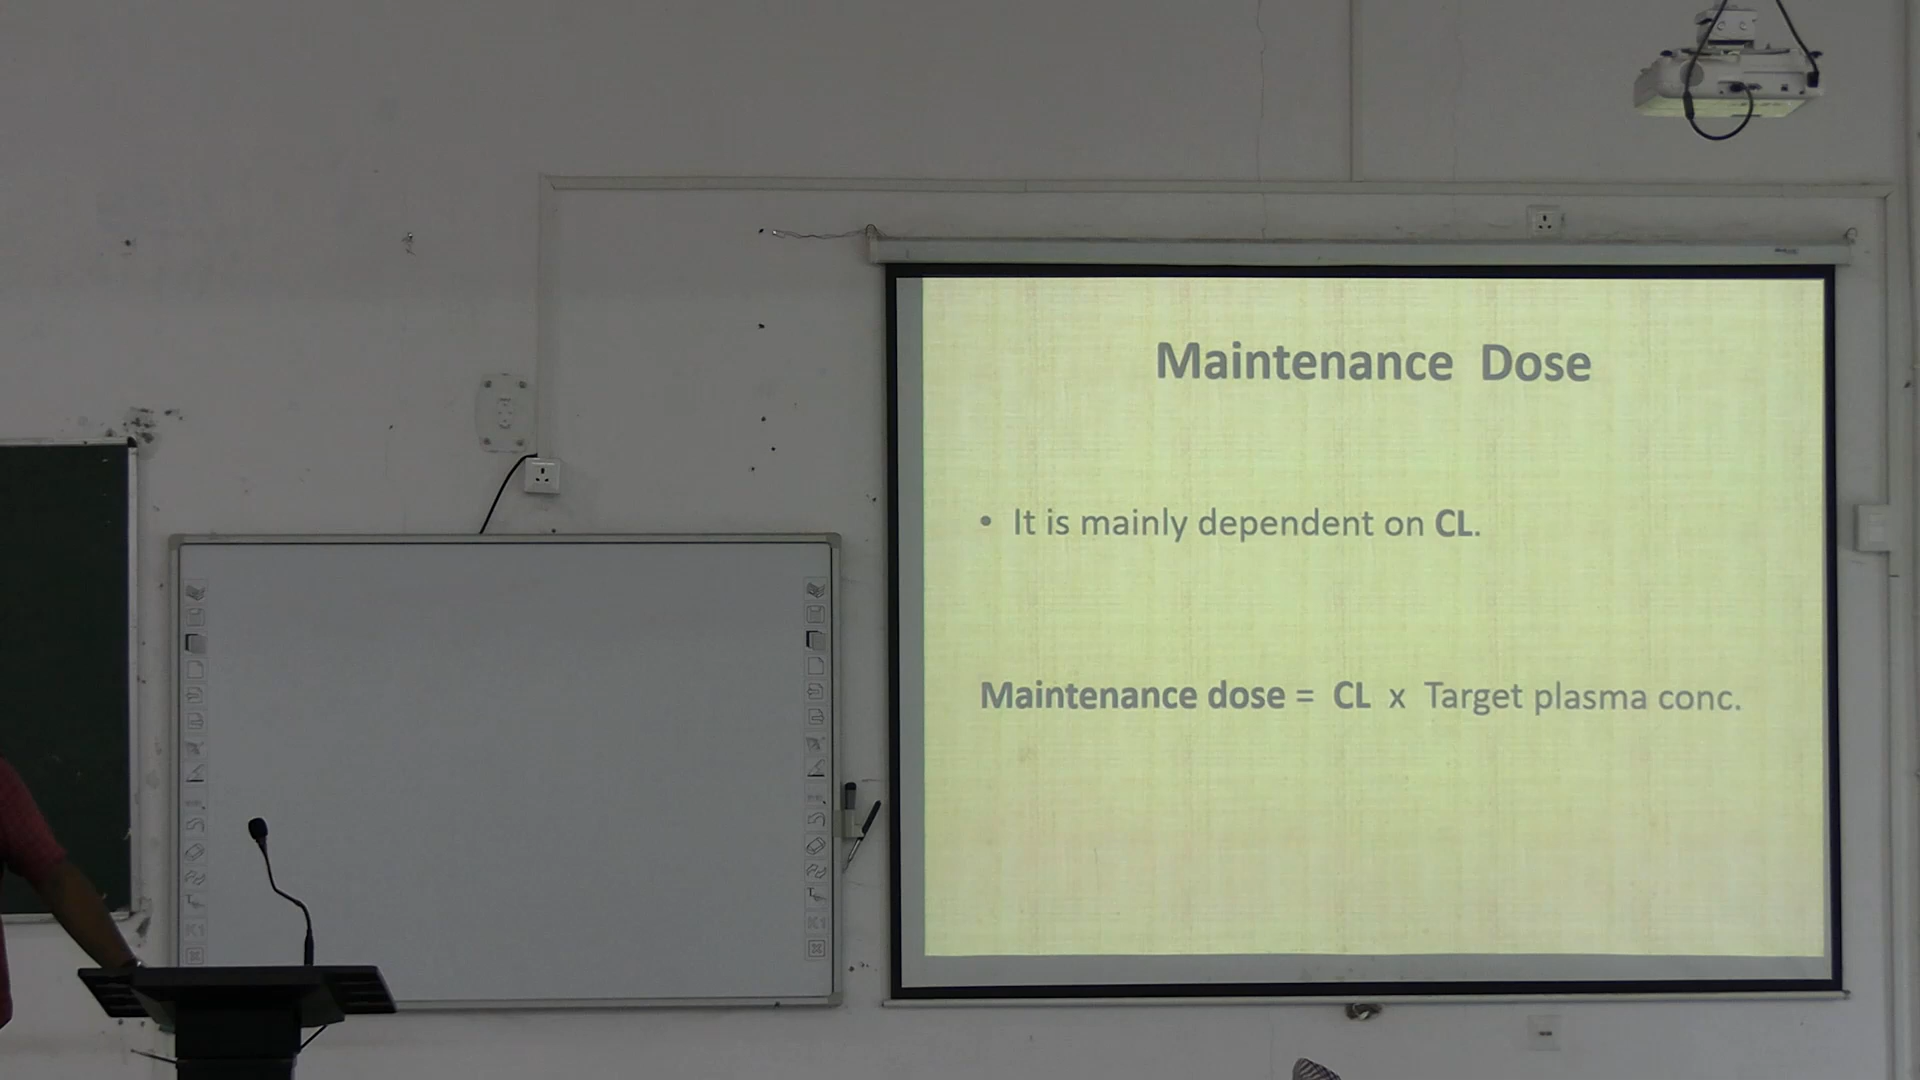 Maintenance Dose
• It is mainly dependent on CL.
Maintenance dose = CL x Target plasma conc.